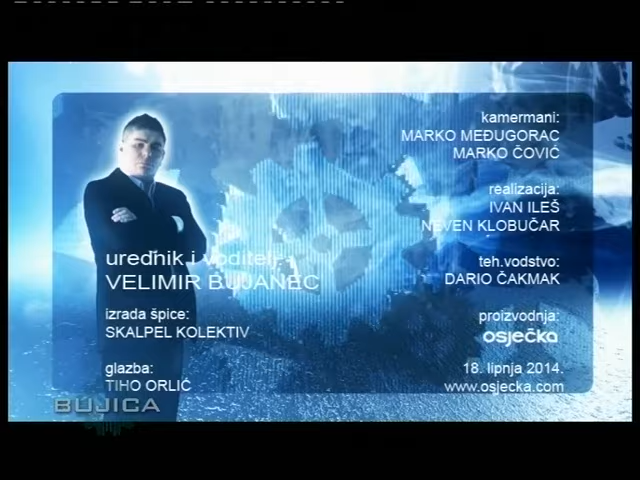 urednik i voditelj:
VELIMIR BUJANEC
izrada špice:
SKALPEL KOLEKTIV
glazba:
TIHO ORLIĆ
BUJICA
kamermani:
MARKO MEĐUGORAC
MARKO ČOVIĆ
realizacija:
IVAN ILEŠ
NEVEN KLOBUČAR
teh.vodstvo:
DARIO ČAKMAK
proizvodnja:
osječka
18. lipnja 2014.
www.osjecka.com